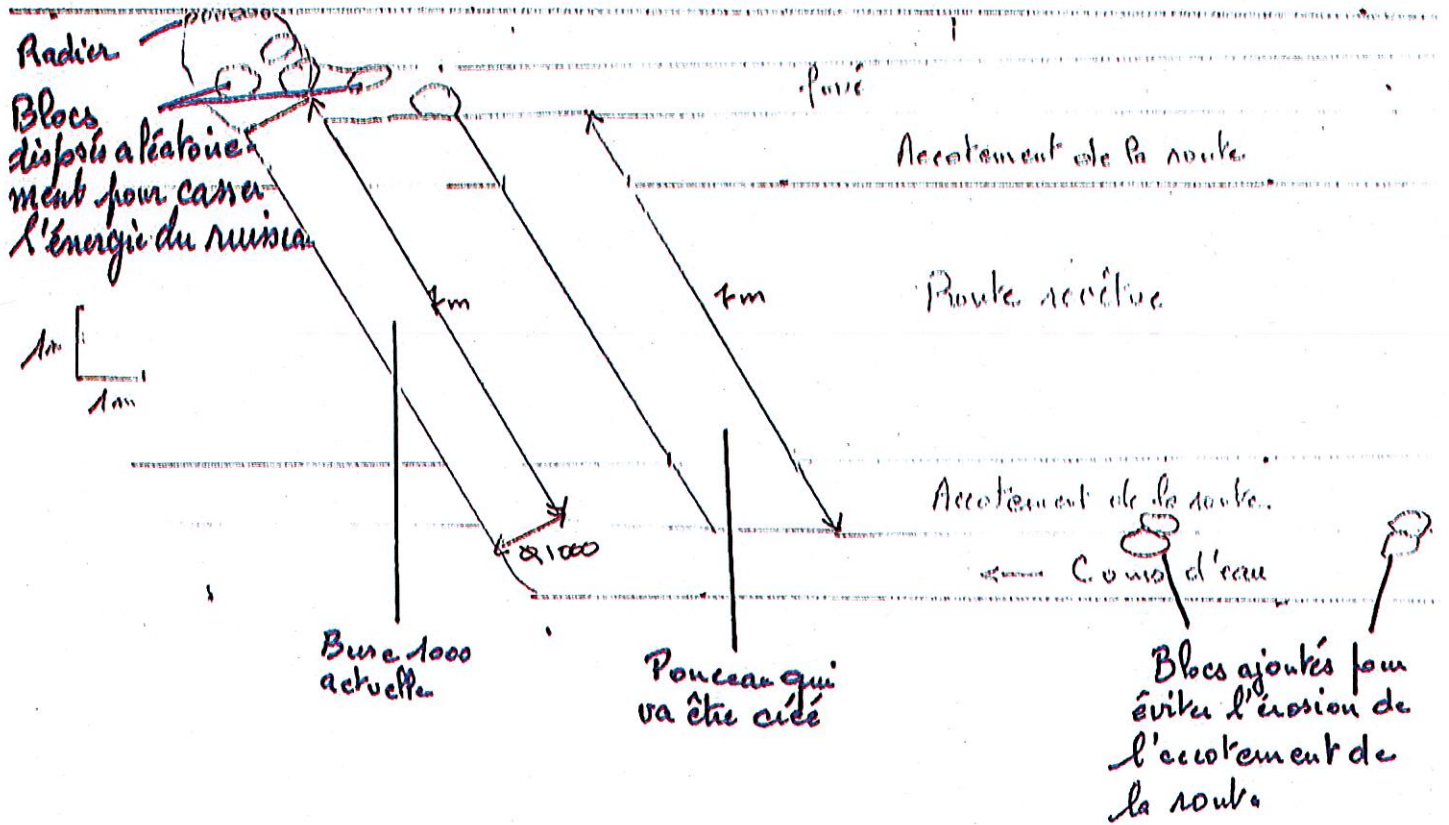 Radier
Blocs
disposés aléatoire-
ment pour casser
l'énergie du ruisseau
Accotement de la route
7m
7m
Route revêtue
1m
1m
Accotement de la route
Ø1000
<--- Cours d'eau
Buse 1000
actuelle
Ponceau qui
va être créé
Blocs ajoutés pour
éviter l'érosion de
l'accotement de
la route